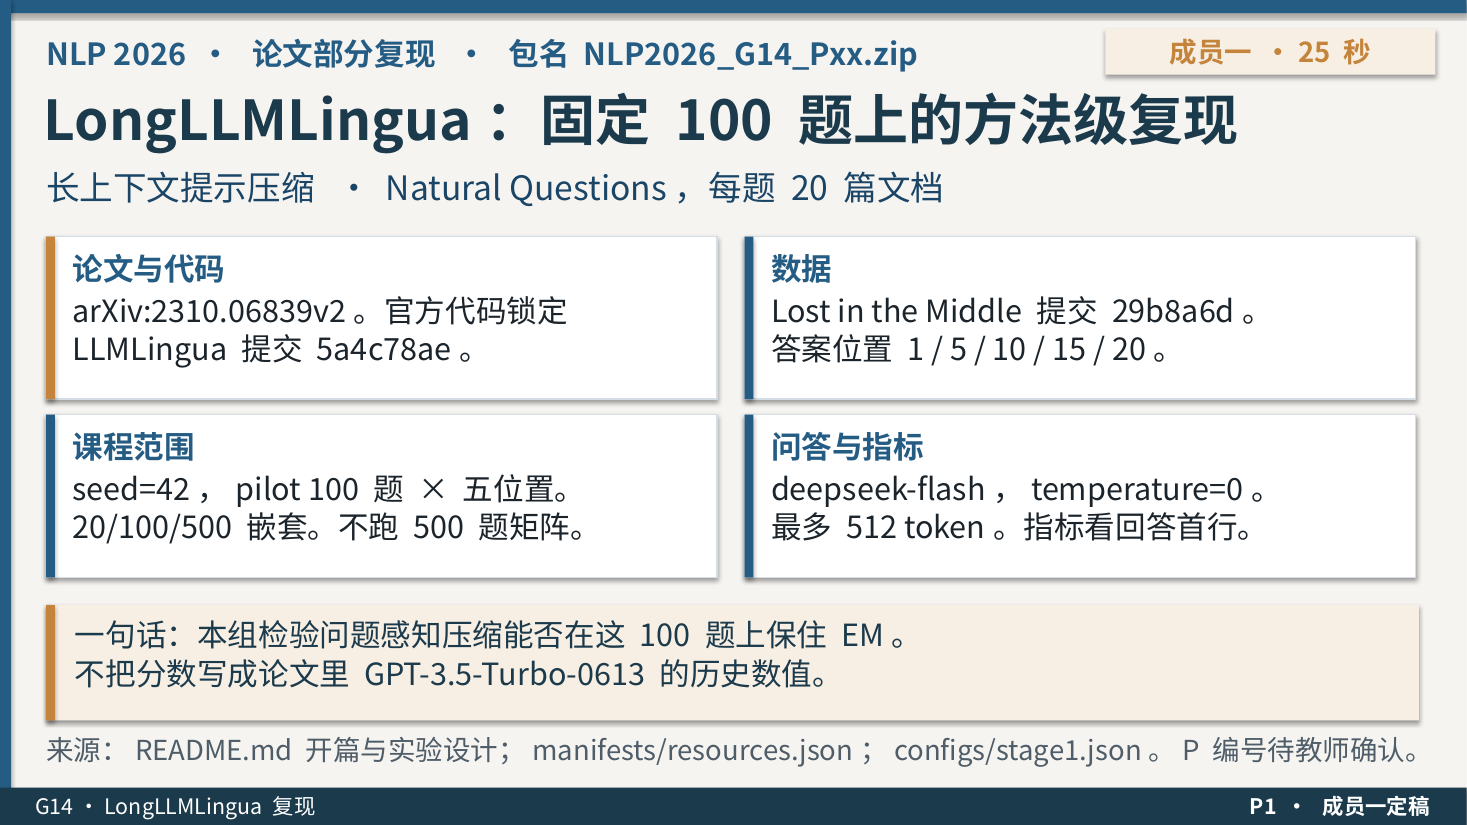 NLP 2026 · 论文部分复现 · 包名 NLP2026_G14_Pxx.zip
成员一 · 25 秒
LongLLMLingua：固定 100 题上的方法级复现
长上下文提示压缩 · Natural Questions，每题 20 篇文档
论文与代码
arXiv:2310.06839v2。官方代码锁定
LLMLingua 提交 5a4c78ae。
数据
Lost in the Middle 提交 29b8a6d。
答案位置 1 / 5 / 10 / 15 / 20。
课程范围
seed=42，pilot 100 题 × 五位置。
20/100/500 嵌套。不跑 500 题矩阵。
问答与指标
deepseek-flash，temperature=0。
最多 512 token。指标看回答首行。
一句话：本组检验问题感知压缩能否在这 100 题上保住 EM。
不把分数写成论文里 GPT-3.5-Turbo-0613 的历史数值。
来源：README.md 开篇与实验设计；manifests/resources.json；configs/stage1.json。P 编号待教师确认。
G14 · LongLLMLingua 复现
P1 · 成员一定稿